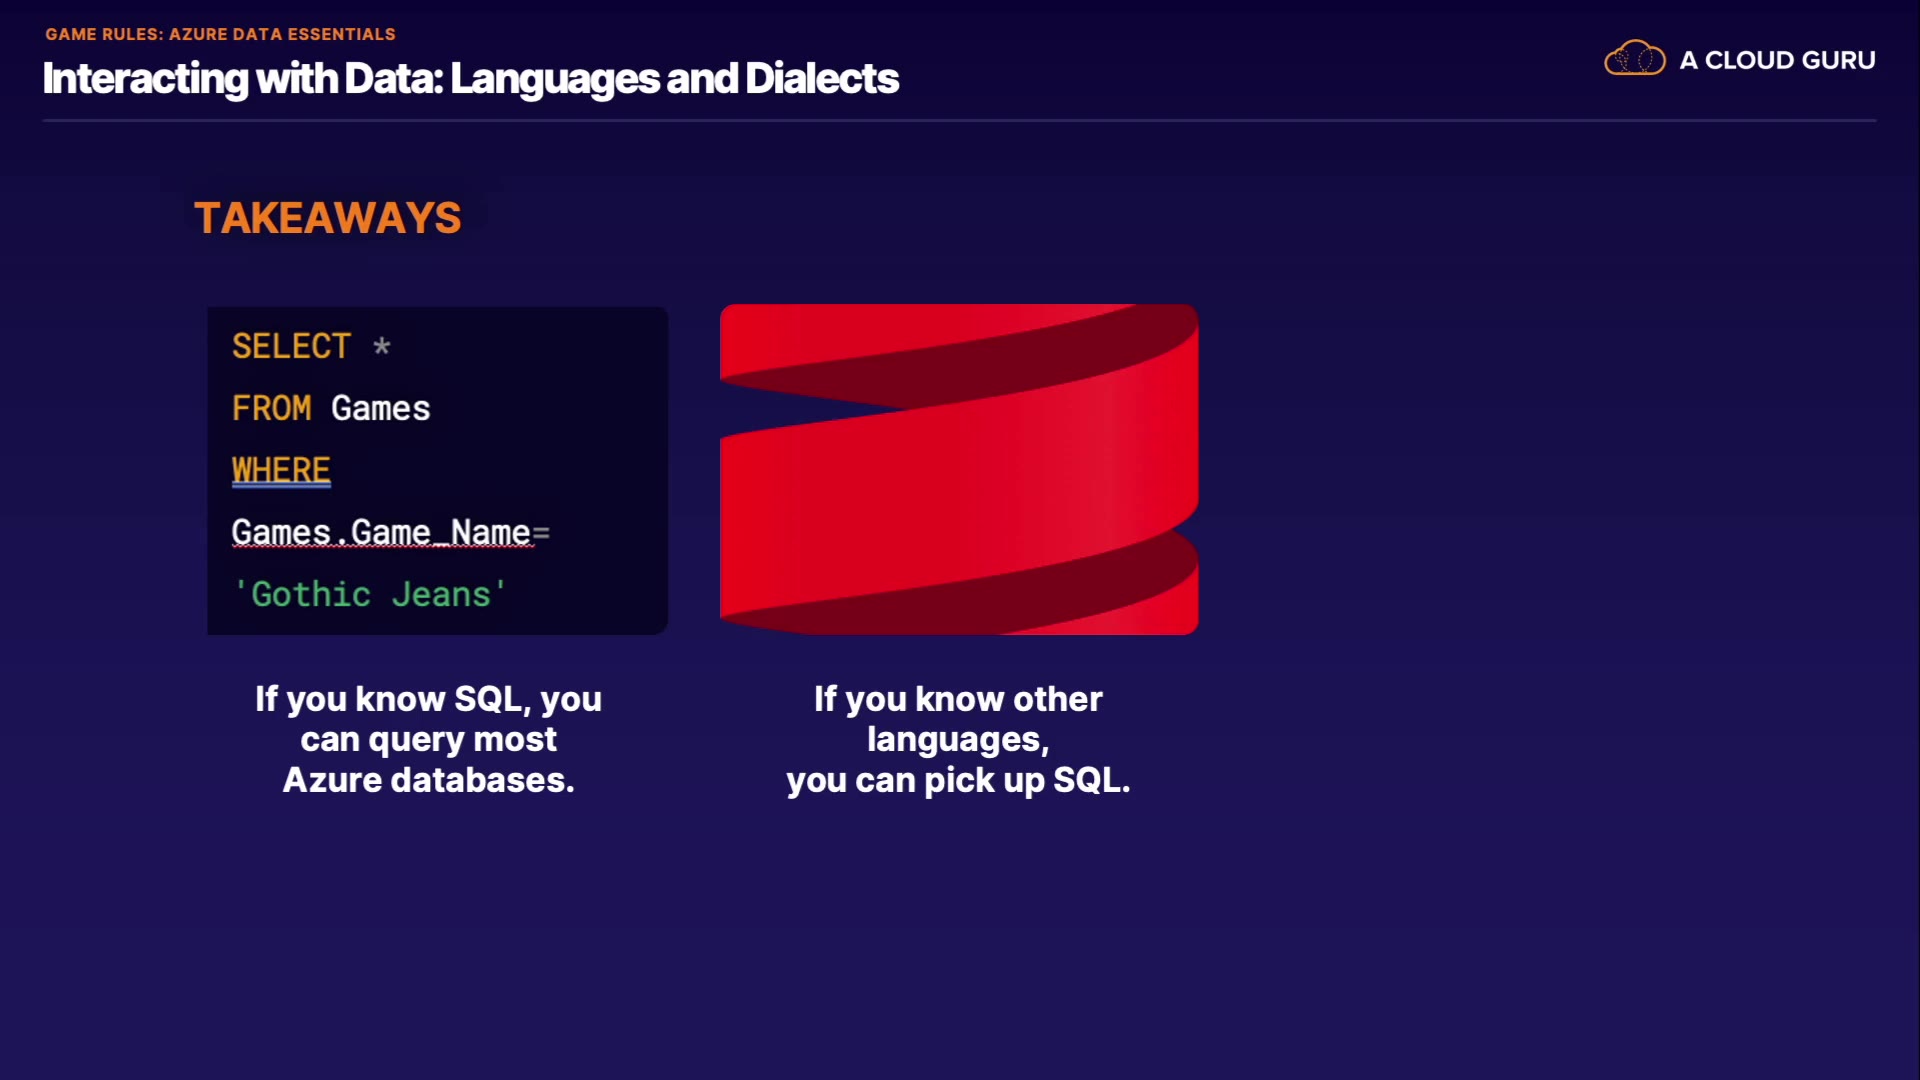 GAME RULES: AZURE DATA ESSENTIALS
Interacting with Data: Languages and Dialects
A CLOUD GURU
TAKEAWAYS
SELECT *
FROM Games
WHERE
Games.Game_Name=
'Gothic Jeans'
If you know SQL, you
can query most
Azure databases.
If you know other
languages,
you can pick up SQL.